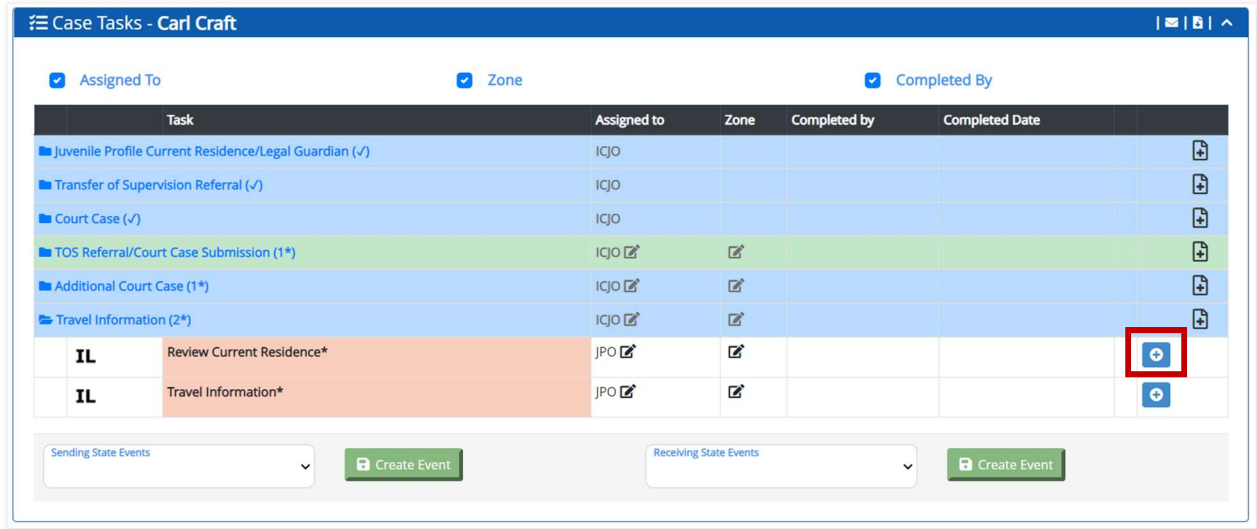 Case Tasks - Carl Craft
Assigned To Zone Completed By
Task Assigned to Zone Completed by Completed Date
Juvenile Profile Current Residence/Legal Guardian (✓) ICJO
Transfer of Supervision Referral (✓) ICJO
Court Case (✓) ICJO
TOS Referral/Court Case Submission (1*) ICJO
Additional Court Case (1*) ICJO
Travel Information (2*) ICJO
IL Review Current Residence* JPO
IL Travel Information* JPO
Sending State Events Create Event Receiving State Events Create Event